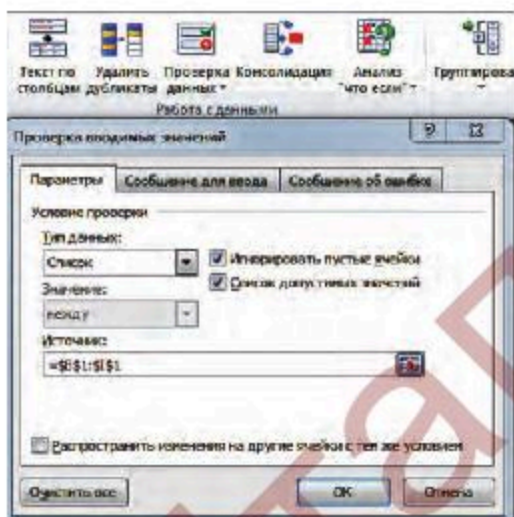 Текст по столбцам
Удалить дубликаты
Проверка данных
Консолидация
Анализ "что если"
Группирова
Работа с данными
Проверка вводимых значений
Параметры
Сообщение для ввода
Сообщение об ошибке
Условие проверки
Тип данных:
Список
Игнорировать пустые ячейки
Значение:
Список допустимых значений
между
Источник:
=$B$1:$I$1
Распространить изменения на другие ячейки с тем же условием
Очистить все
ОК
Отмена